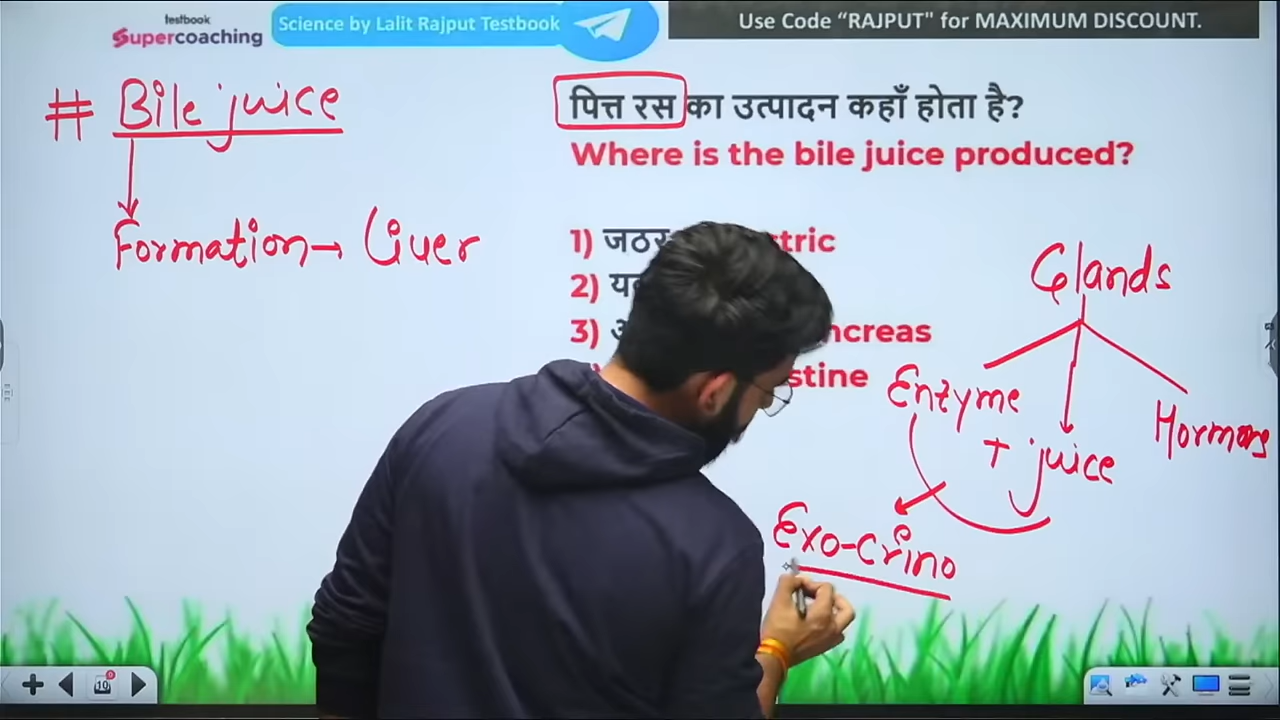 testbook
Supercoaching
Science by Lalit Rajput Testbook
Use Code “RAJPUT" for MAXIMUM DISCOUNT.
# Bile juice
Formation → Liver
पित्त रस का उत्पादन कहाँ होता है?
Where is the bile juice produced?
1)
2)
3)
Glands
Enzyme + juice
Hormons
Exo-crino
10